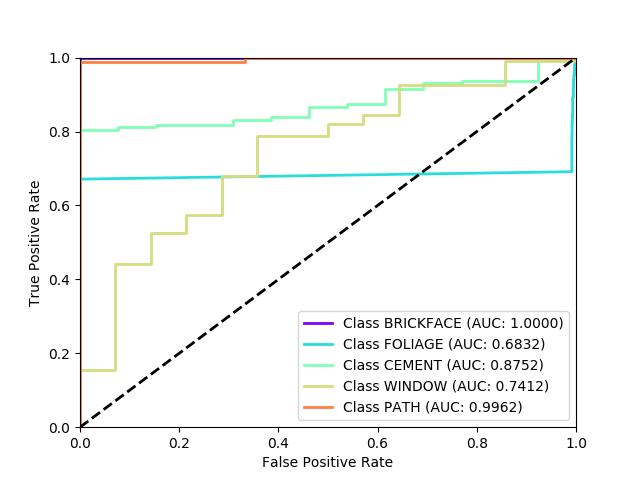 1.0
0.8
0.6
0.4
0.2
0.0
True Positive Rate
Class BRICKFACE (AUC: 1.0000)
Class FOLIAGE (AUC: 0.6832)
Class CEMENT (AUC: 0.8752)
Class WINDOW (AUC: 0.7412)
Class PATH (AUC: 0.9962)
0.0 0.2 0.4 0.6 0.8 1.0
False Positive Rate